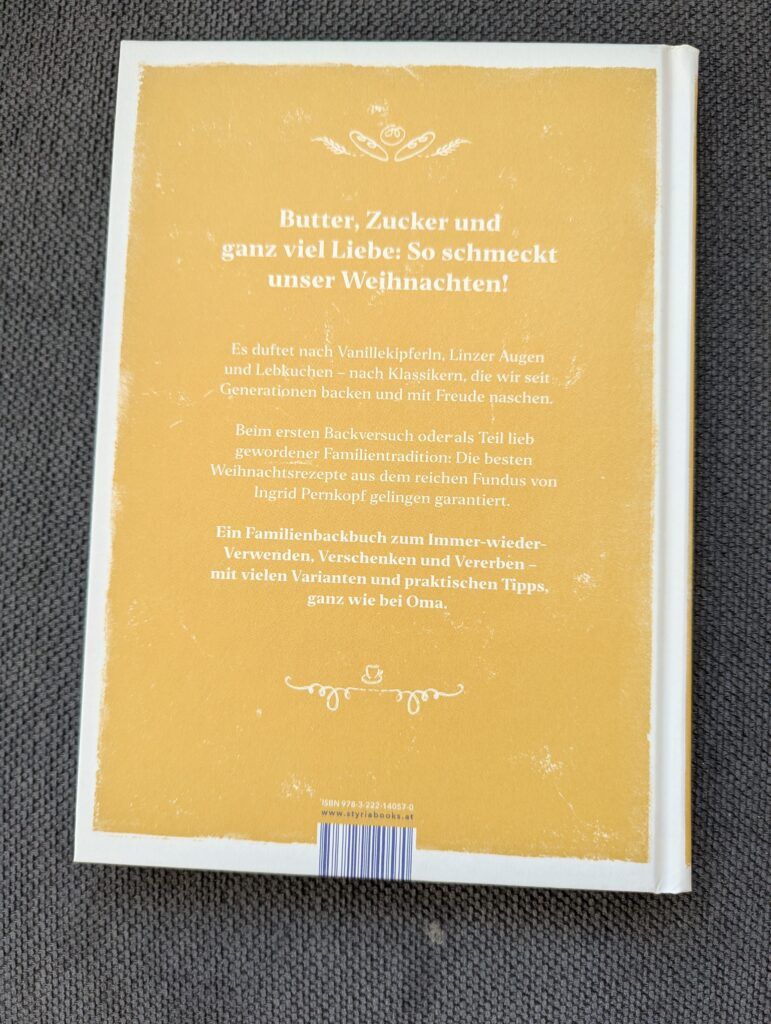 Butter, Zucker und
ganz viel Liebe: So schmeckt
unser Weihnachten!
Es duftet nach Vanillekipferln, Linzer Augen
und Lebkuchen – nach Klassikern, die wir seit
Generationen backen und mit Freude naschen.
Beim ersten Backversuch oder als Teil lieb
gewordener Familientradition: Die besten
Weihnachtsrezepte aus dem reichen Fundus von
Ingrid Pernkopf gelingen garantiert.
Ein Familienbackbuch zum Immer-wieder-
Verwenden, Verschenken und Vererben –
mit vielen Varianten und praktischen Tipps,
ganz wie bei Oma.
ISBN 978-3-222-14057-0
www.styriabooks.at